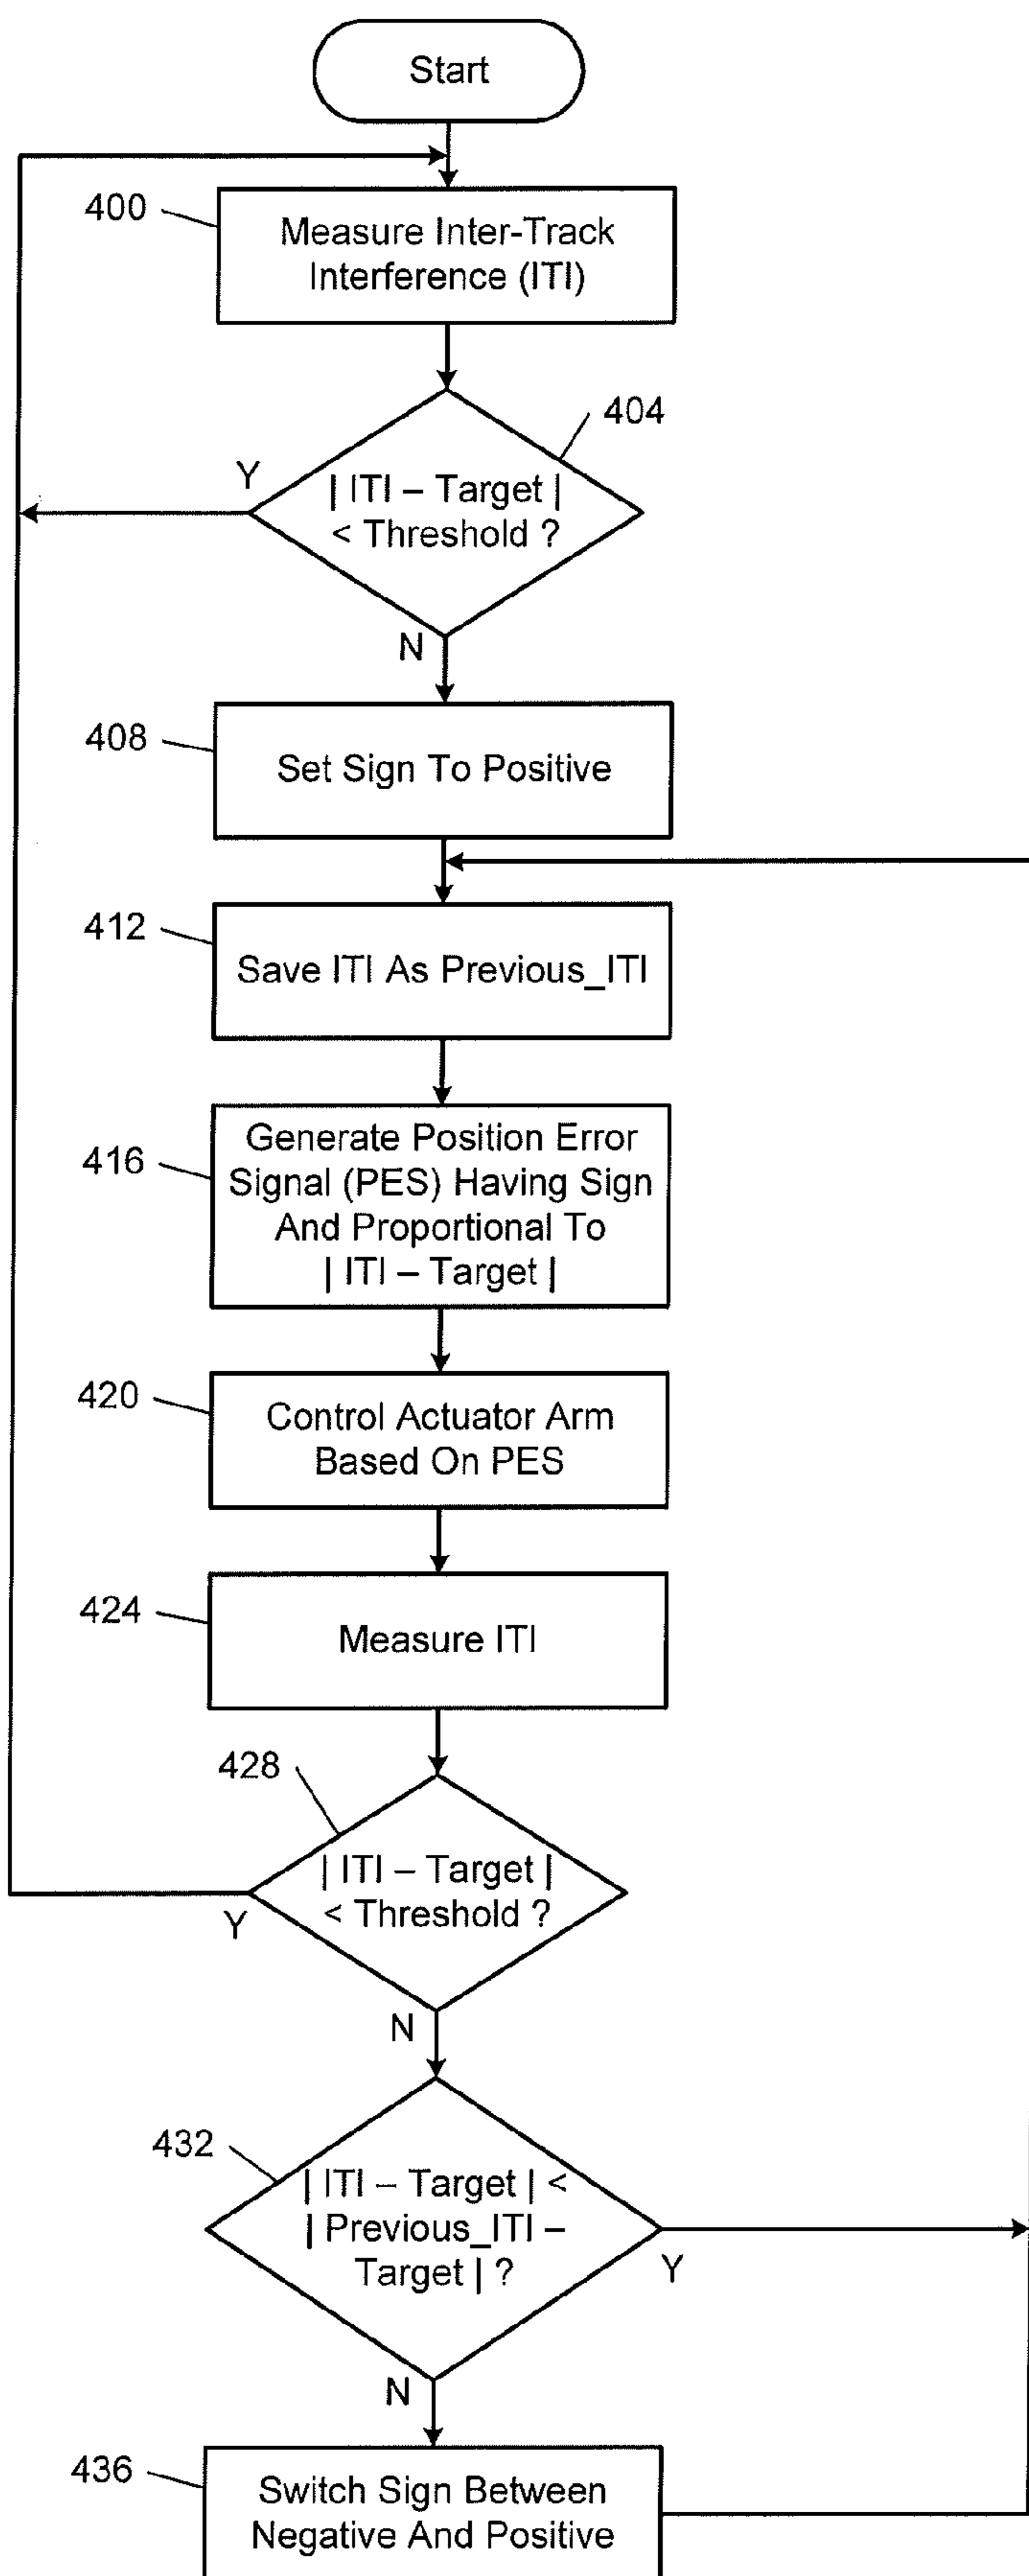 Start
400
Measure Inter-Track
Interference (ITI)
404
Y
| ITI – Target |
< Threshold ?
N
408
Set Sign To Positive
412
Save ITI As Previous_ITI
416
Generate Position Error
Signal (PES) Having Sign
And Proportional To
| ITI – Target |
420
Control Actuator Arm
Based On PES
424
Measure ITI
428
| ITI – Target |
< Threshold ?
Y
N
432
| ITI – Target | <
| Previous_ITI –
Target | ?
Y
N
436
Switch Sign Between
Negative And Positive